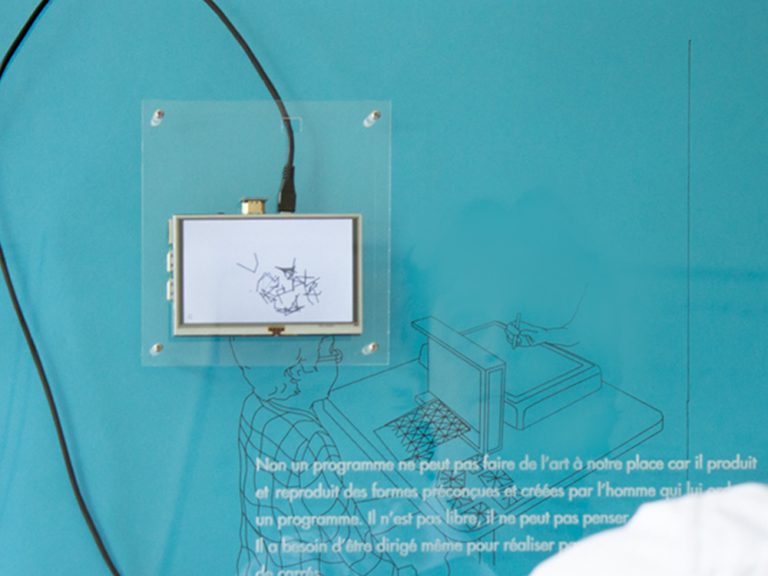 Non un programme ne peut pas faire de l'art à notre place car il produit
et reproduit des formes préconçues et créées par l'homme qui lui
un programme. Il n'est pas libre, il ne peut pas penser
Il a besoin d'être dirigé même pour réaliser
de carrés.